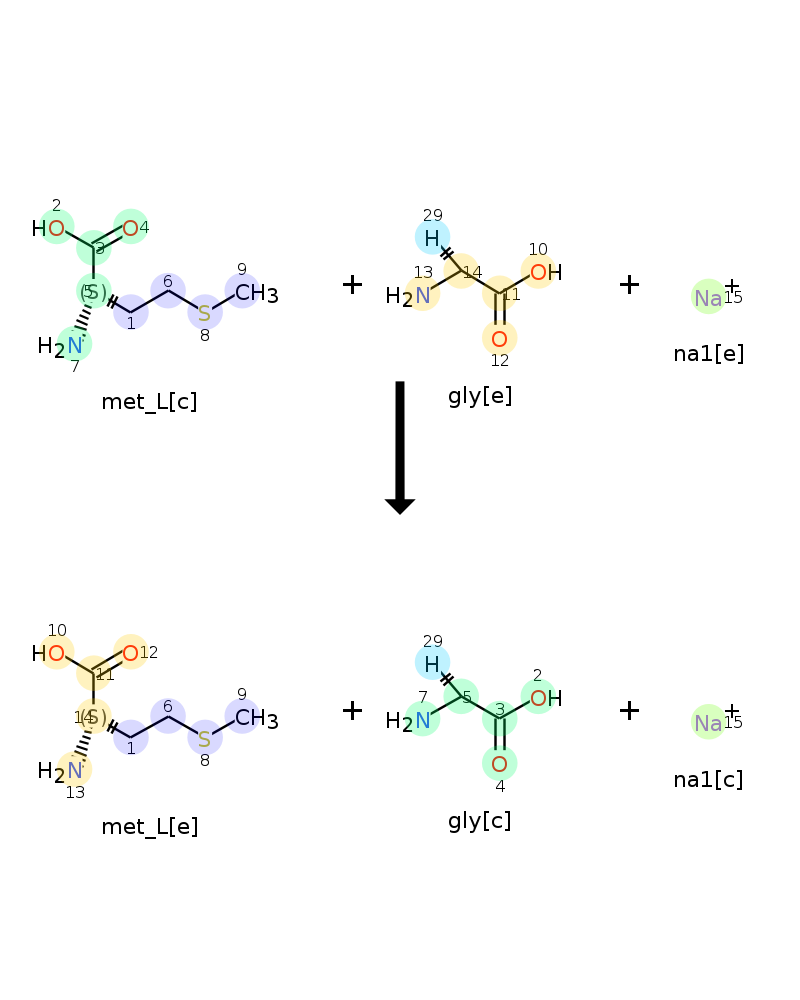 2
HO O 4
3
5 (S) 6 9 CH3
1 S 8
H2N
7
met_L[c]
+
29
H
10
OH
13 14
H2N 11
O
12
gly[e]
+
Na+ 15
na1[e]
10
HO O 12
11
14 (S) 6 9 CH3
1 S 8
H2N
13
met_L[e]
+
29
H
2
OH
7 5
H2N 3
O
4
gly[c]
+
Na+ 15
na1[c]